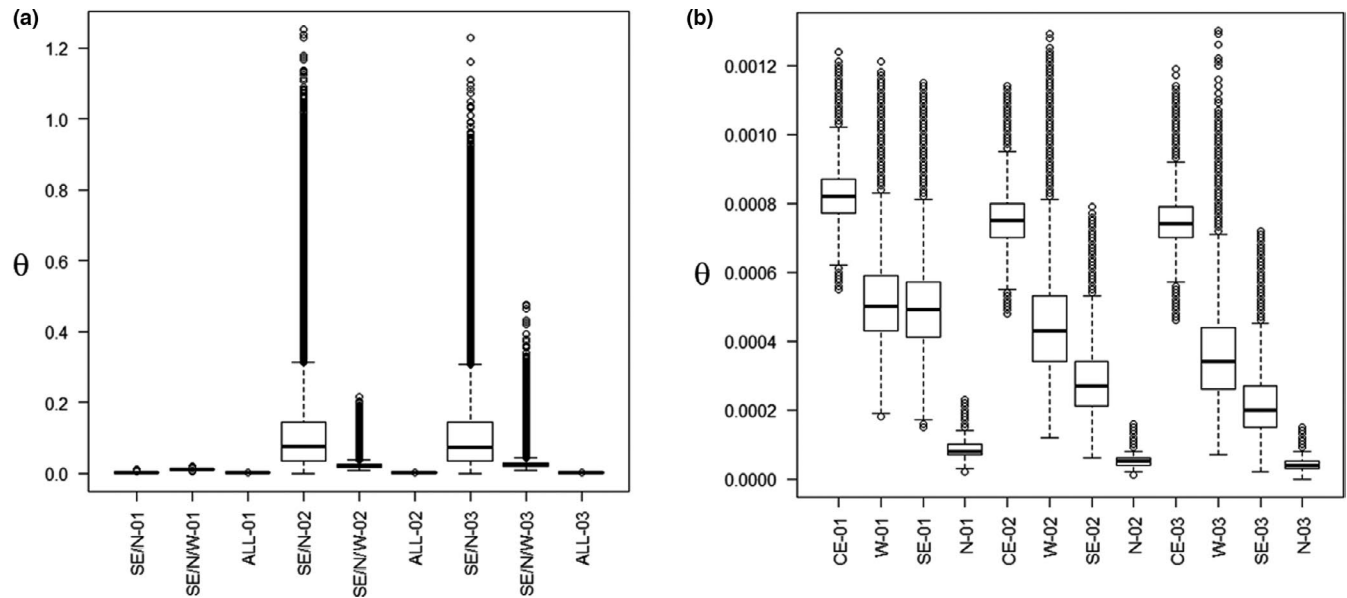 (a)
θ
1.2
1.0
0.8
0.6
0.4
0.2
0.0
SE/N-01
SE/N/W-01
ALL-01
SE/N-02
SE/N/W-02
ALL-02
SE/N-03
SE/N/W-03
ALL-03
(b)
θ
0.0012
0.0010
0.0008
0.0006
0.0004
0.0002
0.0000
CE-01
W-01
SE-01
N-01
CE-02
W-02
SE-02
N-02
CE-03
W-03
SE-03
N-03